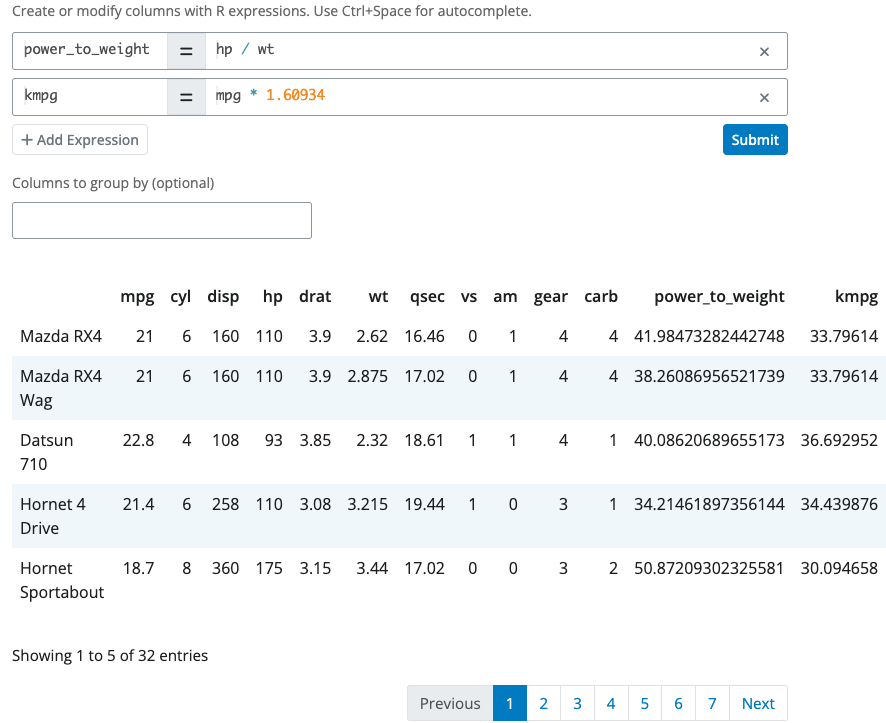 Create or modify columns with R expressions. Use Ctrl+Space for autocomplete.
power_to_weight = hp / wt ×
kmpg = mpg * 1.60934 ×
+ Add Expression Submit
Columns to group by (optional)
mpg cyl disp hp drat wt qsec vs am gear carb power_to_weight kmpg
Mazda RX4 21 6 160 110 3.9 2.62 16.46 0 1 4 4 41.98473282442748 33.79614
Mazda RX4 21 6 160 110 3.9 2.875 17.02 0 1 4 4 38.26086956521739 33.79614
Wag
Datsun 22.8 4 108 93 3.85 2.32 18.61 1 1 4 1 40.08620689655173 36.692952
710
Hornet 4 21.4 6 258 110 3.08 3.215 19.44 1 0 3 1 34.21461897356144 34.439876
Drive
Hornet 18.7 8 360 175 3.15 3.44 17.02 0 0 3 2 50.87209302325581 30.094658
Sportabout
Showing 1 to 5 of 32 entries
Previous 1 2 3 4 5 6 7 Next